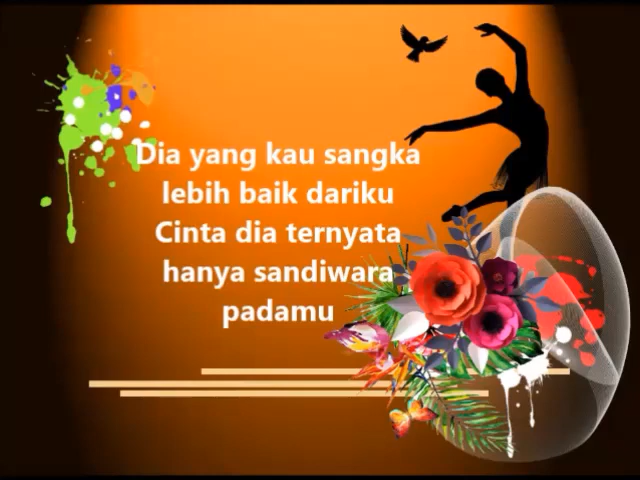 Dia yang kau sangka
lebih baik dariku
Cinta dia ternyata
hanya sandiwara
padamu